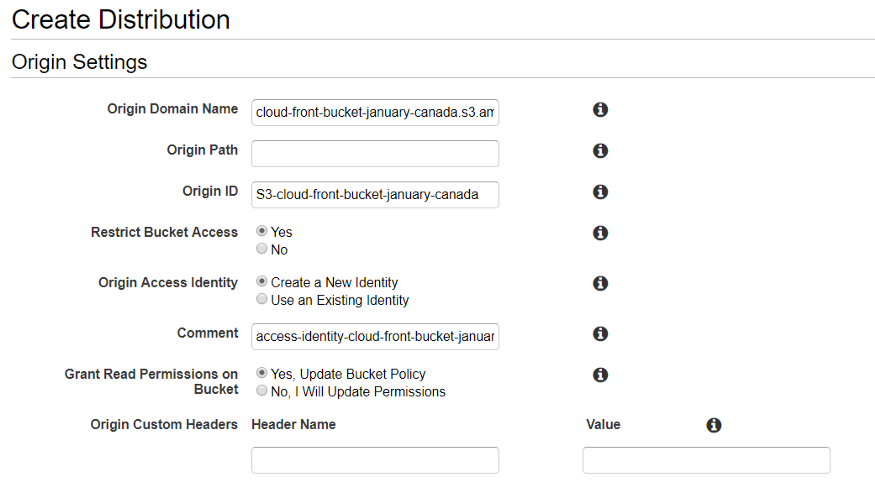 Create Distribution
Origin Settings
Origin Domain Name cloud-front-bucket-january-canada.s3.am
Origin Path
Origin ID S3-cloud-front-bucket-january-canada
Restrict Bucket Access Yes
No
Origin Access Identity Create a New Identity
Use an Existing Identity
Comment access-identity-cloud-front-bucket-januar
Grant Read Permissions on Yes, Update Bucket Policy
Bucket No, I Will Update Permissions
Origin Custom Headers Header Name Value